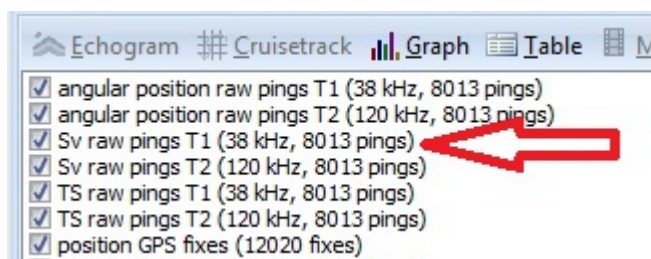 Echogram Cruisetrack Graph Table M
angular position raw pings T1 (38 kHz, 8013 pings)
angular position raw pings T2 (120 kHz, 8013 pings)
Sv raw pings T1 (38 kHz, 8013 pings)
Sv raw pings T2 (120 kHz, 8013 pings)
TS raw pings T1 (38 kHz, 8013 pings)
TS raw pings T2 (120 kHz, 8013 pings)
position GPS fixes (12020 fixes)